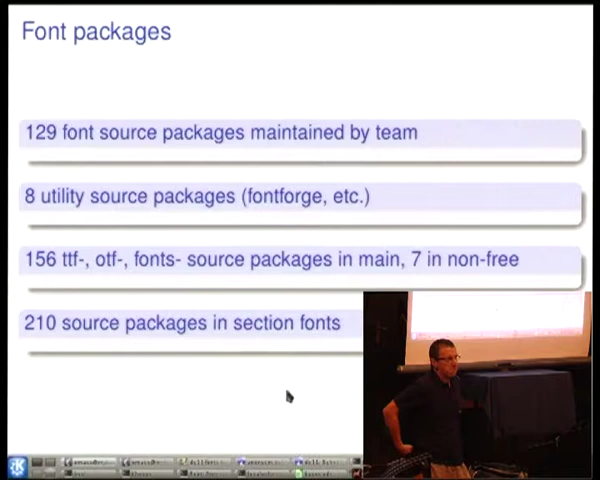 Font packages
129 font source packages maintained by team
8 utility source packages (fontforge, etc.)
156 ttf-, otf-, fonts- source packages in main, 7 in non-free
210 source packages in section fonts